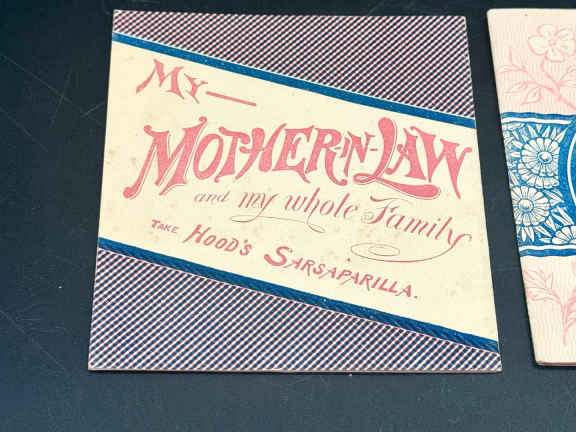 My—
Mother-in-Law
and my whole Family
Take Hood's Sarsaparilla.